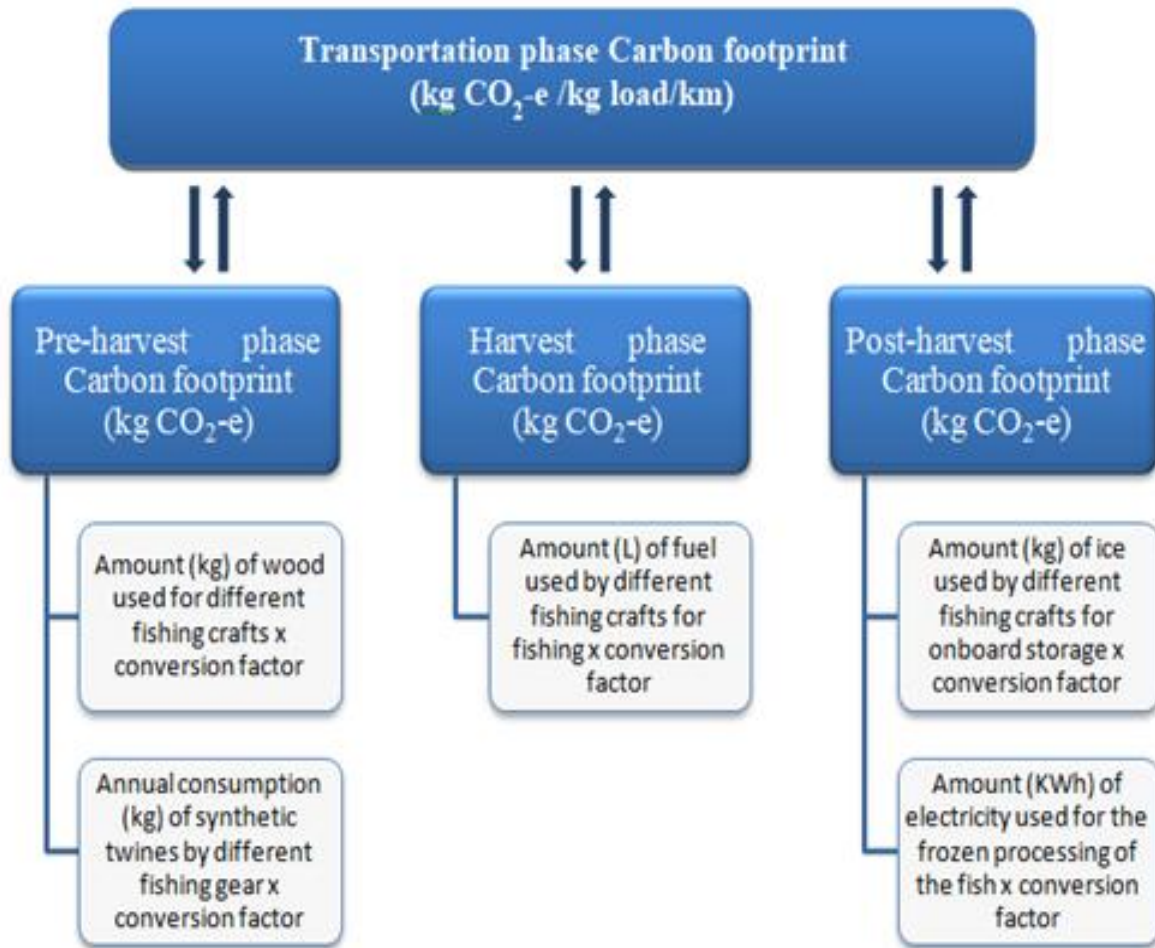 Transportation phase Carbon footprint
(kg CO₂-e /kg load/km)
Pre-harvest phase
Carbon footprint
(kg CO₂-e)
Harvest phase
Carbon footprint
(kg CO₂-e)
Post-harvest phase
Carbon footprint
(kg CO₂-e)
Amount (kg) of wood
used for different
fishing crafts x
conversion factor
Annual consumption
(kg) of synthetic
twines by different
fishing gear x
conversion factor
Amount (L) of fuel
used by different
fishing crafts for
fishing x conversion
factor
Amount (kg) of ice
used by different
fishing crafts for
onboard storage x
conversion factor
Amount (KWh) of
electricity used for the
frozen processing of
the fish x conversion
factor